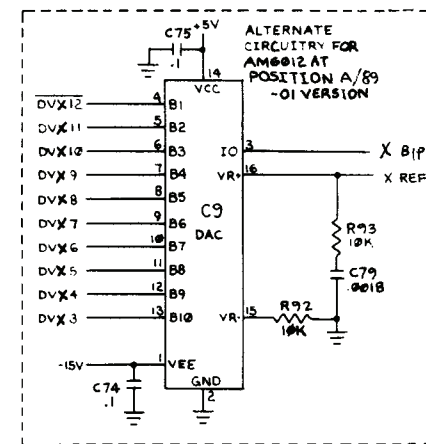 +5V
C75
.1
ALTERNATE
CIRCUITRY FOR
AM6012 AT
POSITION A/89
-01 VERSION
14
VCC
DVX12 4 B1
DVX11 5 B2
DVX10 6 B3
DVX9 7 B4
DVX8 8 B5
DVX7 9 B6
DVX6 10 B7
DVX5 11 B8
DVX4 12 B9
DVX3 13 B10
C9
DAC
IO 3 X BIP
VR+ 16 X REF
R93
10K
C79
.001B
VR- 15 R92
10K
-15V 1 VEE
C74
.1
GND
2